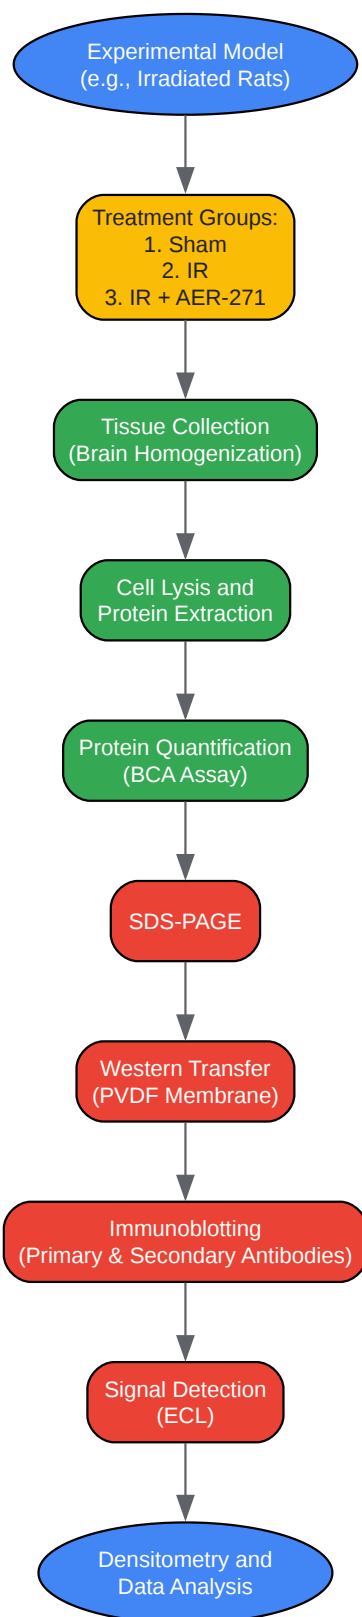 Experimental Model
(e.g., Irradiated Rats)
Treatment Groups:
1. Sham
2. IR
3. IR + AER-271
Tissue Collection
(Brain Homogenization)
Cell Lysis and
Protein Extraction
Protein Quantification
(BCA Assay)
SDS-PAGE
Western Transfer
(PVDF Membrane)
Immunoblotting
(Primary & Secondary Antibodies)
Signal Detection
(ECL)
Densitometry and
Data Analysis